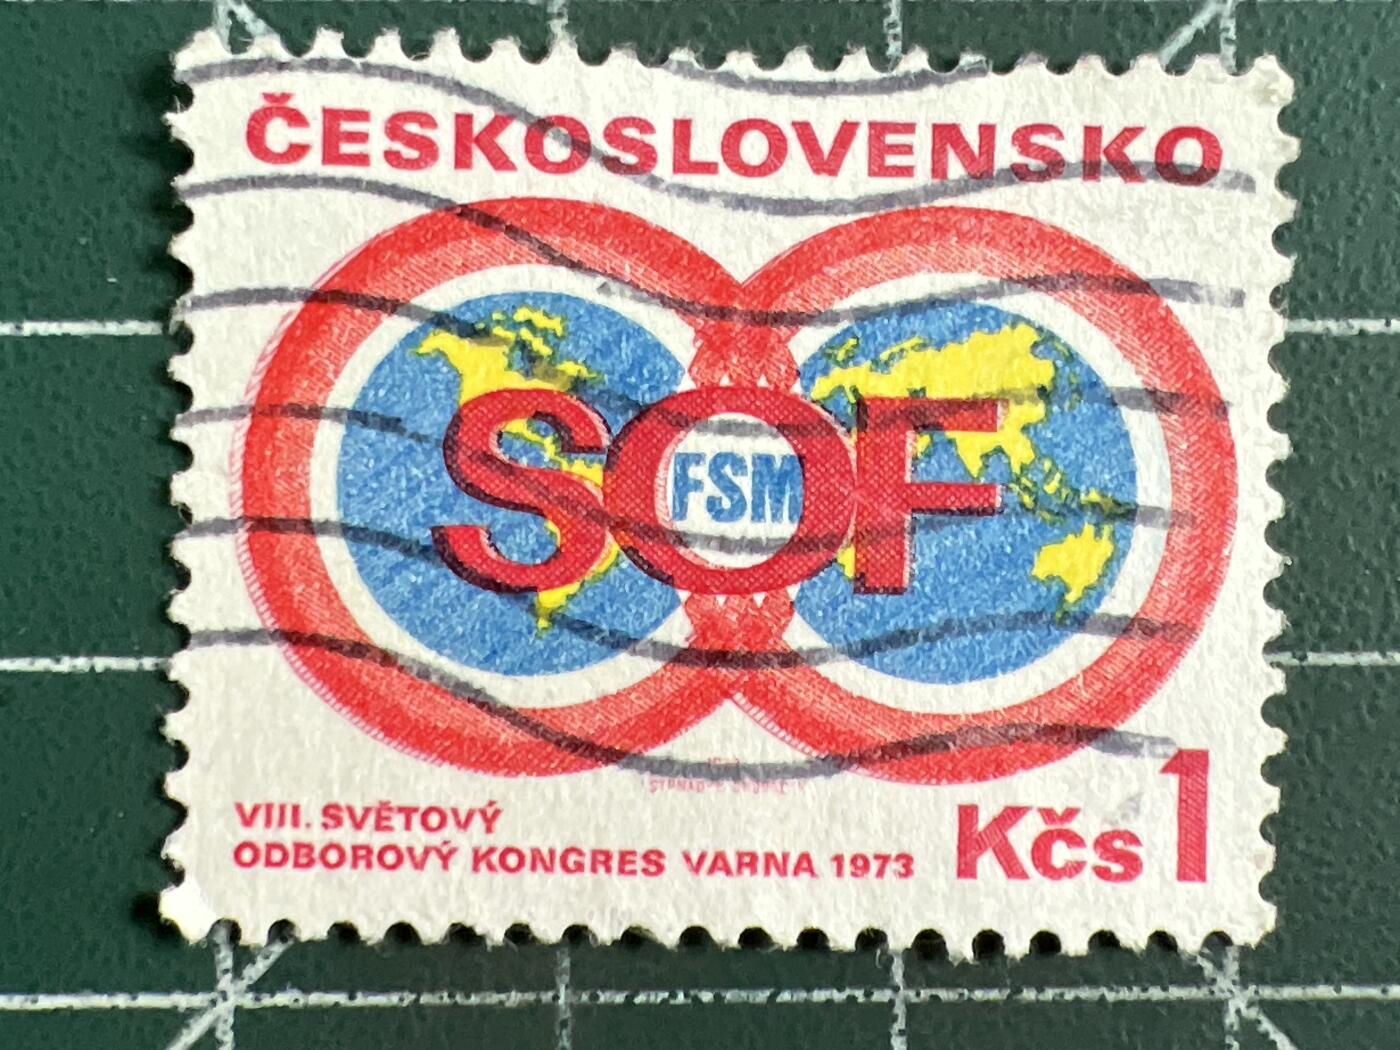 ČESKOSLOVENSKO
SOF
FSM
VIII. SVĚTOVÝ
ODBOROVÝ KONGRES VARNA 1973
Kčs 1